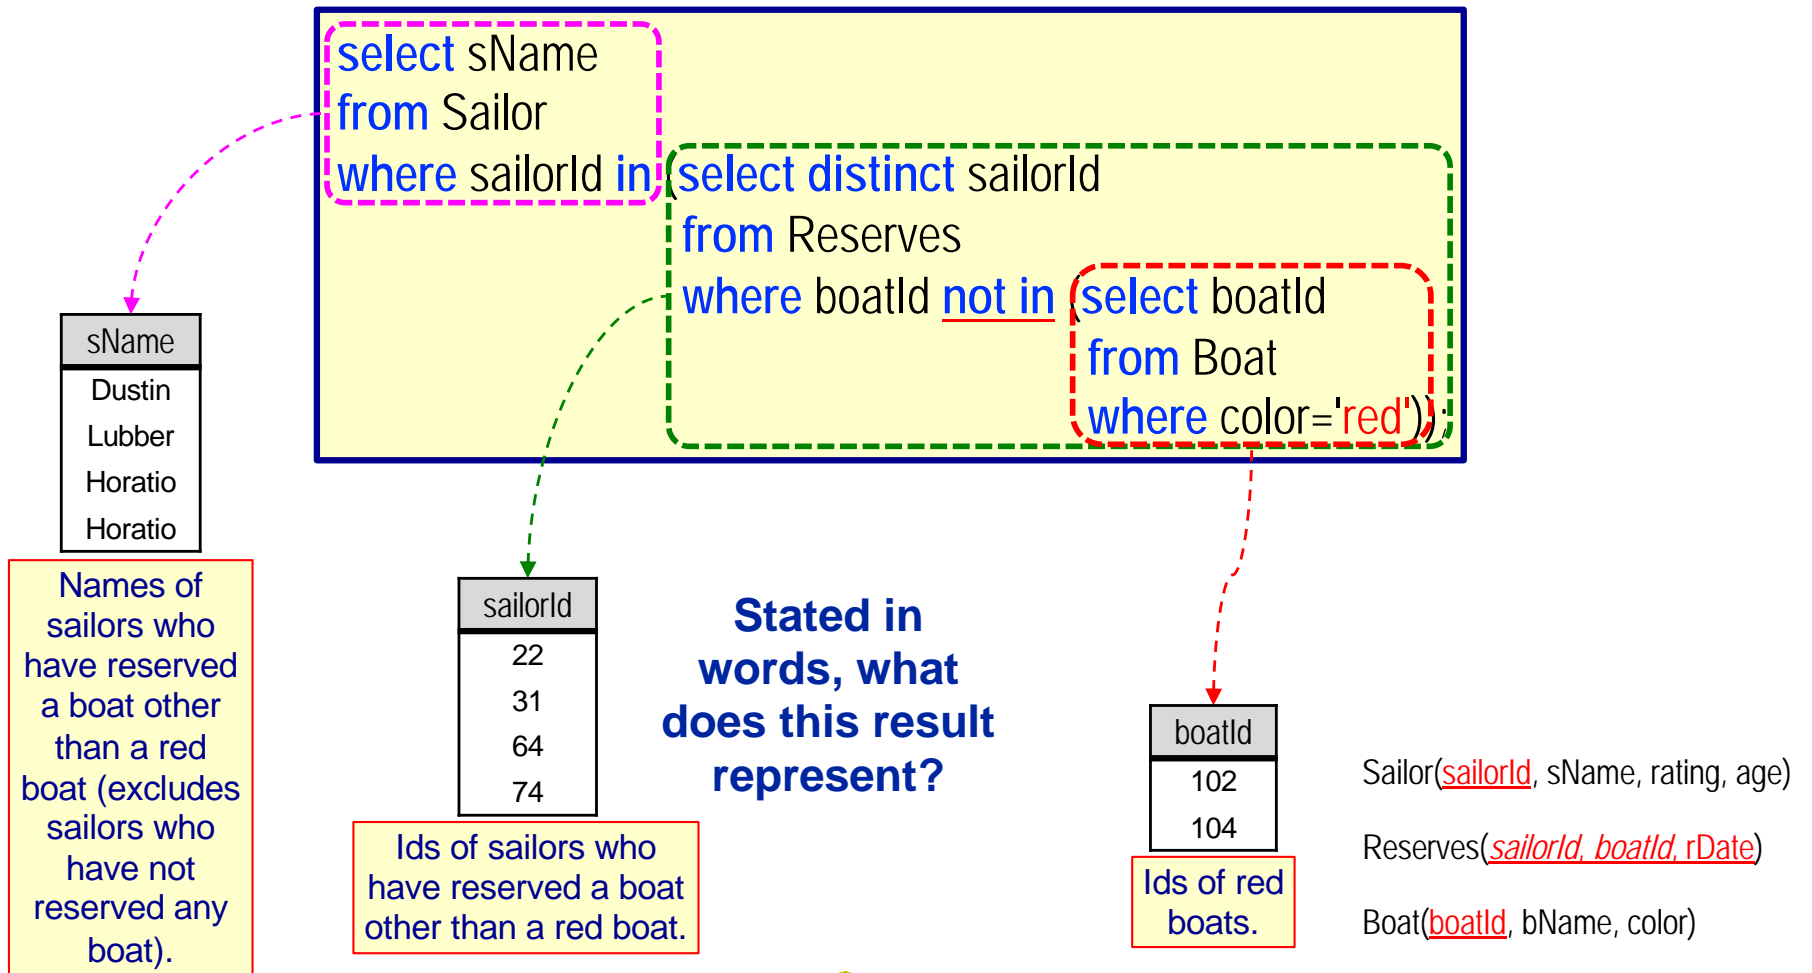 select sName
from Sailor
where sailorId in (select distinct sailorId
from Reserves
where boatId not in (select boatId
from Boat
where color='red'));
sName
Dustin
Lubber
Horatio
Horatio
Names of
sailors who
have reserved
a boat other
than a red
boat (excludes
sailors who
have not
reserved any
boat).
sailorId
22
31
64
74
Ids of sailors who
have reserved a boat
other than a red boat.
Stated in
words, what
does this result
represent?
boatId
102
104
Ids of red
boats.
Sailor(sailorId, sName, rating, age)
Reserves(sailorId, boatId, rDate)
Boat(boatId, bName, color)